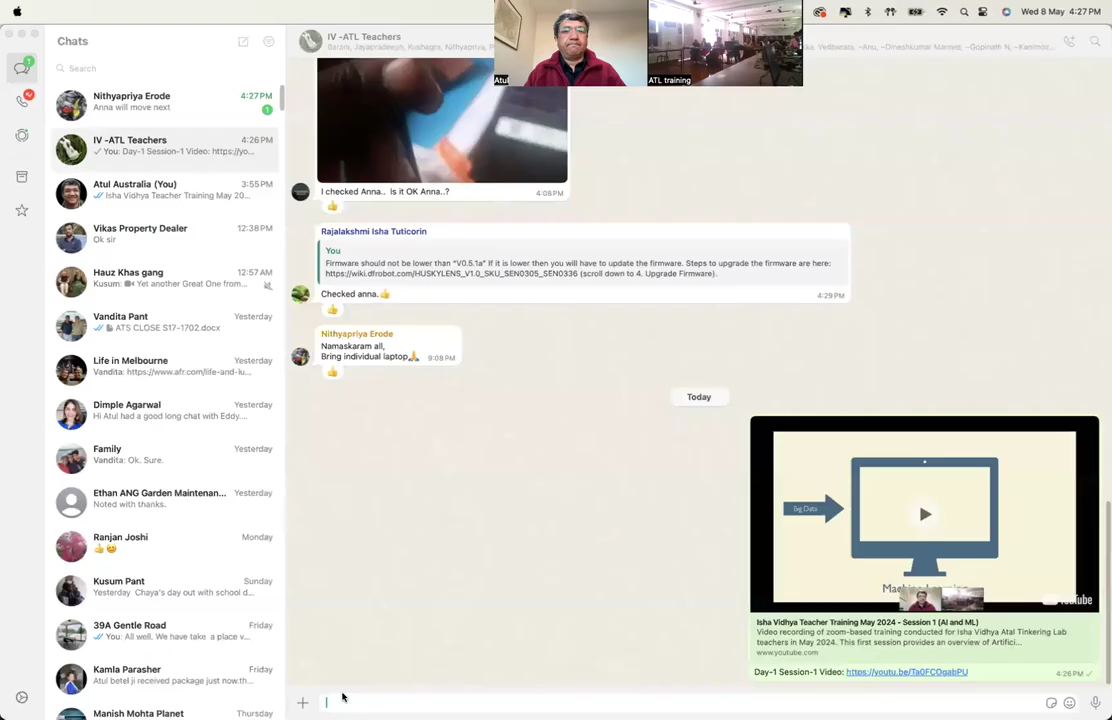 Wed 8 May 4:27 PM
Chats
Search
Nithyapriya Erode
4:27 PM
Anna will move next
1
IV -ATL Teachers
4:26 PM
You: Day-1 Session-1 Video: https://yo...
Atul Australia (You)
3:55 PM
Isha Vidhya Teacher Training May 20...
Vikas Property Dealer
12:38 PM
Ok sir
Hauz Khas gang
12:57 AM
Kusum: Yet another Great One from...
Vandita Pant
Yesterday
ATS CLOSE S17-1702.docx
Life in Melbourne
Yesterday
Vandita: https://www.afr.com/life-and-lu...
Dimple Agarwal
Yesterday
Hi Atul had a good long chat with Eddy....
Family
Yesterday
Vandita: Ok. Sure.
Ethan ANG Garden Maintenan...
Yesterday
Noted with thanks.
Ranjan Joshi
Monday
Kusum Pant
Sunday
Yesterday Chaya's day out with school d...
39A Gentle Road
Friday
You: All well. We have take a place v...
Kamla Parasher
Friday
Atul betel ji received package just now.th...
Manish Mohta Planet
Thursday
IV -ATL Teachers
Atul
ATL training
I checked Anna.. Is it OK Anna..?
4:08 PM
Rajalakshmi Isha Tuticorin
You
Firmware should not be lower than “V0.5.1a” If it is lower then you will have to update the firmware. Steps to upgrade the firmware are here:
https://wiki.dfrobot.com/HUSKYLENS_V1.0_SKU_SEN0305_SEN0336 (scroll down to 4. Upgrade Firmware).
Checked anna.
4:29 PM
Nithyapriya Erode
Namaskaram all,
Bring individual laptop
9:08 PM
Today
Big Data
YouTube
Isha Vidhya Teacher Training May 2024 - Session 1 (AI and ML)
Video recording of zoom-based training conducted for Isha Vidhya Atal Tinkering Lab
teachers in May 2024. This first session provides an overview of Artifici...
www.youtube.com
Day-1 Session-1 Video: https://youtu.be/Ta0FCOqabPU
4:26 PM